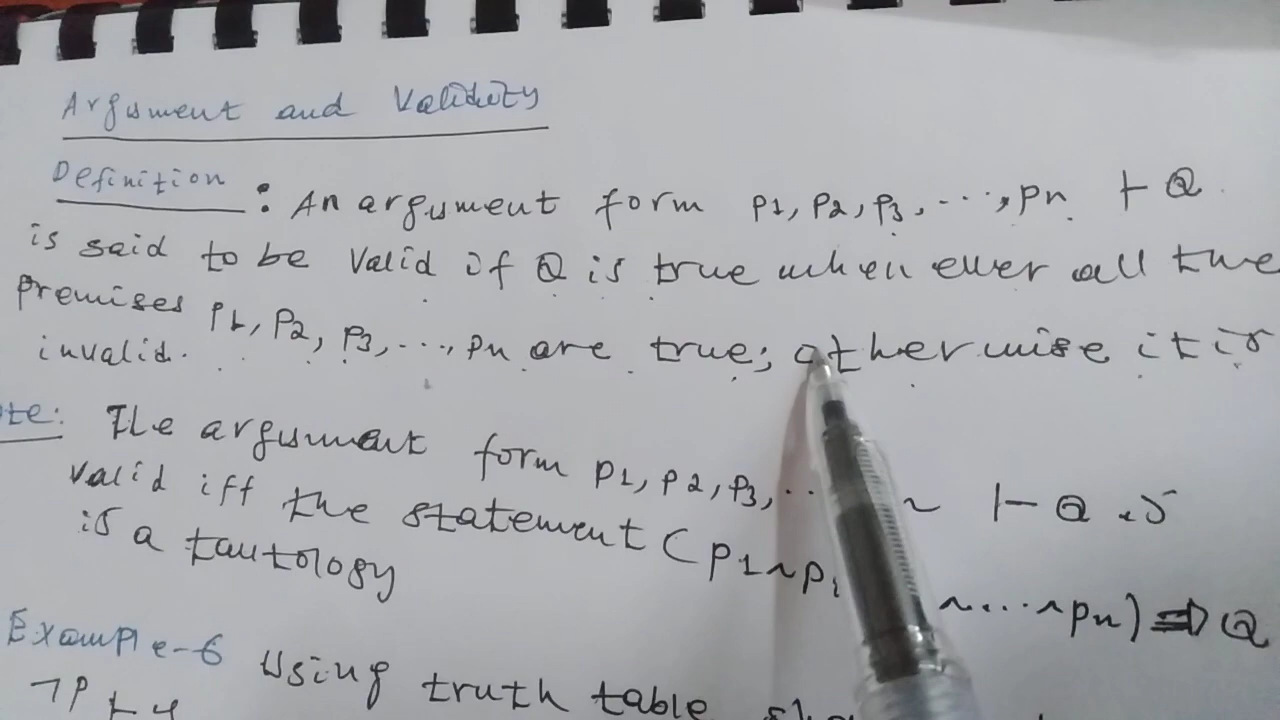 Argument and Validity
Definition : An argument form p1, p2, p3, ...., pn ⊢ Q
is said to be valid if Q is true when ever all the
premises p1, p2, p3, ...., pn are true; otherwise it is
invalid.
The argument form p1, p2, p3, .. ⊢ Q is
valid iff the statement (p1 ∧ p ∧ .... ∧ pn) ⇒ Q
is a tautology
Example-6 Using truth table